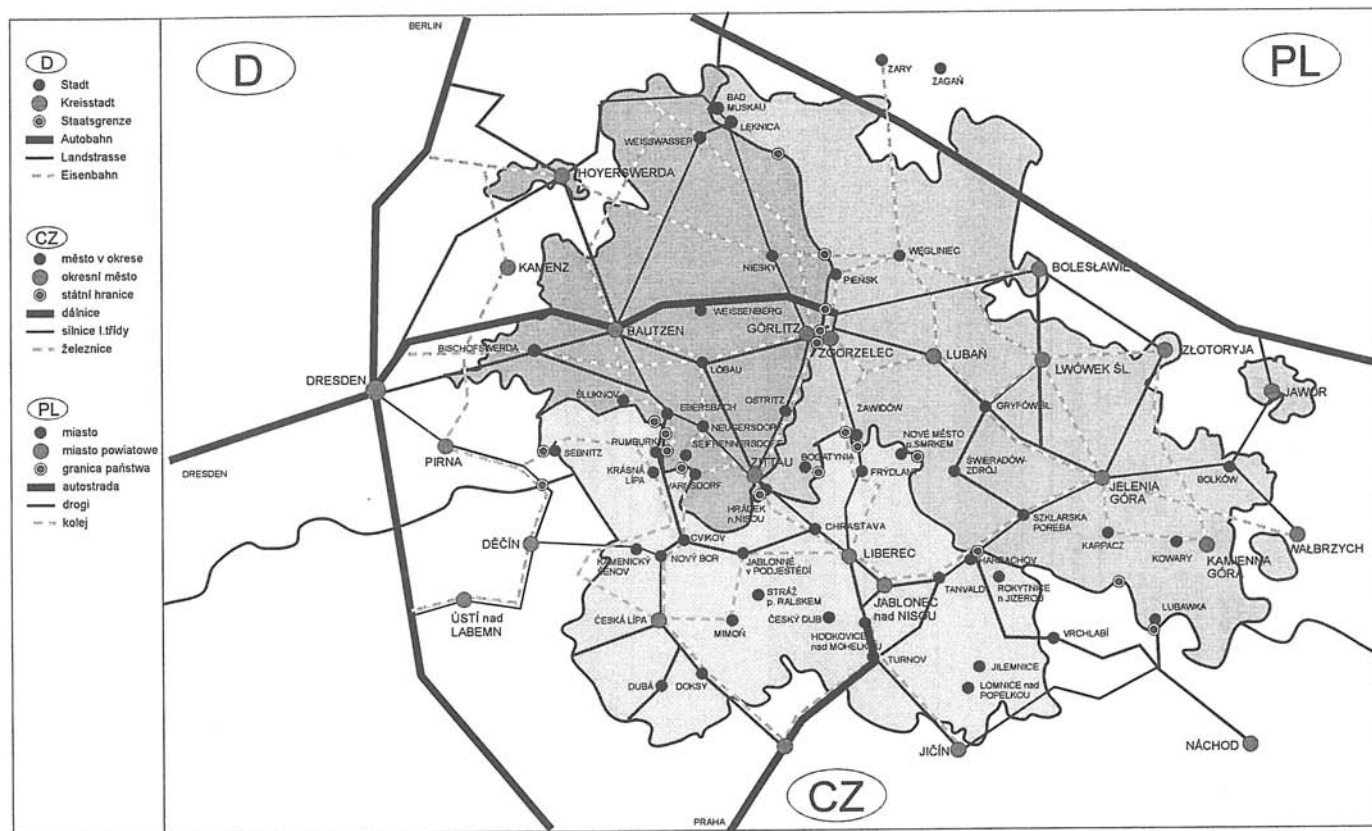 D
Stadt
Kreisstadt
Staatsgrenze
Autobahn
Landstrasse
Eisenbahn
CZ
město v okrese
okresní město
státní hranice
dálnice
silnice I.třídy
železnice
PL
miasto
miasto powiatowe
granica państwa
autostrada
drogi
kolej
BERLIN
D
PL
ŻARY
ŻAGAŃ
BAD
MUSKAU
ŁĘKNICA
WEISSWASSER
HOYERSWERDA
KAMENZ
NIESKY
PIEŃSK
WĘGLINIEC
BOLESŁAWIEC
WEISSENBERG
BAUTZEN
GÖRLITZ
ZGORZELEC
LUBAŃ
LWÓWEK ŚL.
ZŁOTORYJA
JAWOR
BISCHOFSWERDA
LÖBAU
DRESDEN
ŠLUKNOV
EBERSBACH
OSTRITZ
ZAWIDÓW
GRYFÓW ŚL.
NEUGERSDORF
RUMBURK
SEIFHENNERSDORF
NOVÉ MĚSTO
p.SMRKEM
PIRNA
SEBNITZ
KRÁSNÁ
LÍPA
VARNSDORF
ZITTAU
BOGATYNIA
FRÝDLANT
ŚWIERADÓW-
ZDRÓJ
JELENIA
GÓRA
BOLKÓW
DRESDEN
HRÁDEK
n.NISOU
SZKLARSKA
POREBA
CHRASTAVA
KARPACZ
KOWARY
KAMIENNA
GÓRA
WAŁBRZYCH
DĚČÍN
CVIKOV
KAMENICKÝ
ŠENOV
NOVÝ BOR
JABLONNÉ
v PODJEŠTĚDÍ
LIBEREC
HARRACHOV
TANVALD
ROKYTNICE
n JIZEROU
JABLONEC
nad NISOU
STRÁŽ
p. RALSKEM
ÚSTÍ nad
LABEMN
ČESKÁ LÍPA
MIMOŇ
ČESKÝ DUB
HODKOVICE
nad MOHELKOU
LUBAWKA
VRCHLABÍ
TURNOV
JILEMNICE
LOMNICE nad
POPELKOU
DUBÁ
DOKSY
JIČÍN
NÁCHOD
CZ
PRAHA